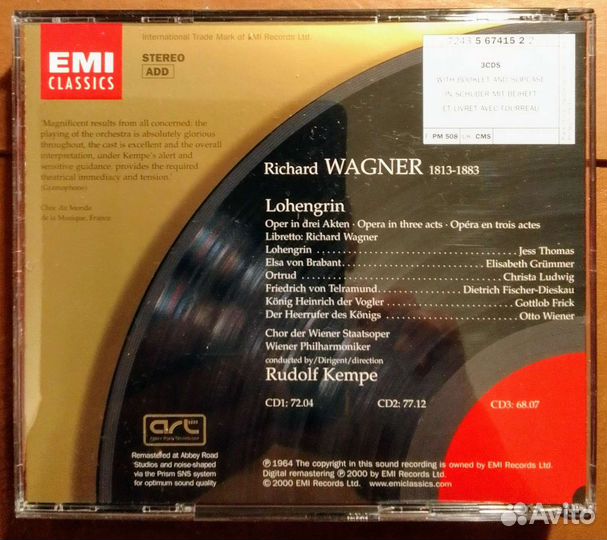 International Trade Mark of EMI Records Ltd.
EMI
CLASSICS
STEREO
ADD
7243 5 67415 2 2
3CDS
WITH BOOKLET AND SLIPCASE
IN SCHUBER MIT BEIHEFT
ET LIVRET AVEC FOURREAU
PM 508 CMS
'Magnificent results from all concerned: the
playing of the orchestra is absolutely glorious
throughout, the cast is excellent and the overall
interpretation, under Kempe's alert and
sensitive guidance, provides the required
theatrical immediacy and tension.'
(Gramophone)
Choc du Monde
de la Musique, France
Richard WAGNER 1813-1883
Lohengrin
Oper in drei Akten · Opera in three acts · Opéra en trois actes
Libretto: Richard Wagner
Lohengrin Jess Thomas
Elsa von Brabant Elisabeth Grümmer
Ortrud Christa Ludwig
Friedrich von Telramund Dietrich Fischer-Dieskau
König Heinrich der Vogler Gottlob Frick
Der Heerrufer des Königs Otto Wiener
Chor der Wiener Staatsoper
Wiener Philharmoniker
conducted by/Dirigent/direction
Rudolf Kempe
CD1: 72.04 CD2: 77.12 CD3: 68.07
art
Remastered at Abbey Road
Studios and noise-shaped
via the Prism SNS system
for optimum sound quality
℗ 1964 The copyright in this sound recording is owned by EMI Records Ltd.
Digital remastering ℗ 2000 by EMI Records Ltd.
© 2000 EMI Records Ltd. www.emiclassics.com
Avito